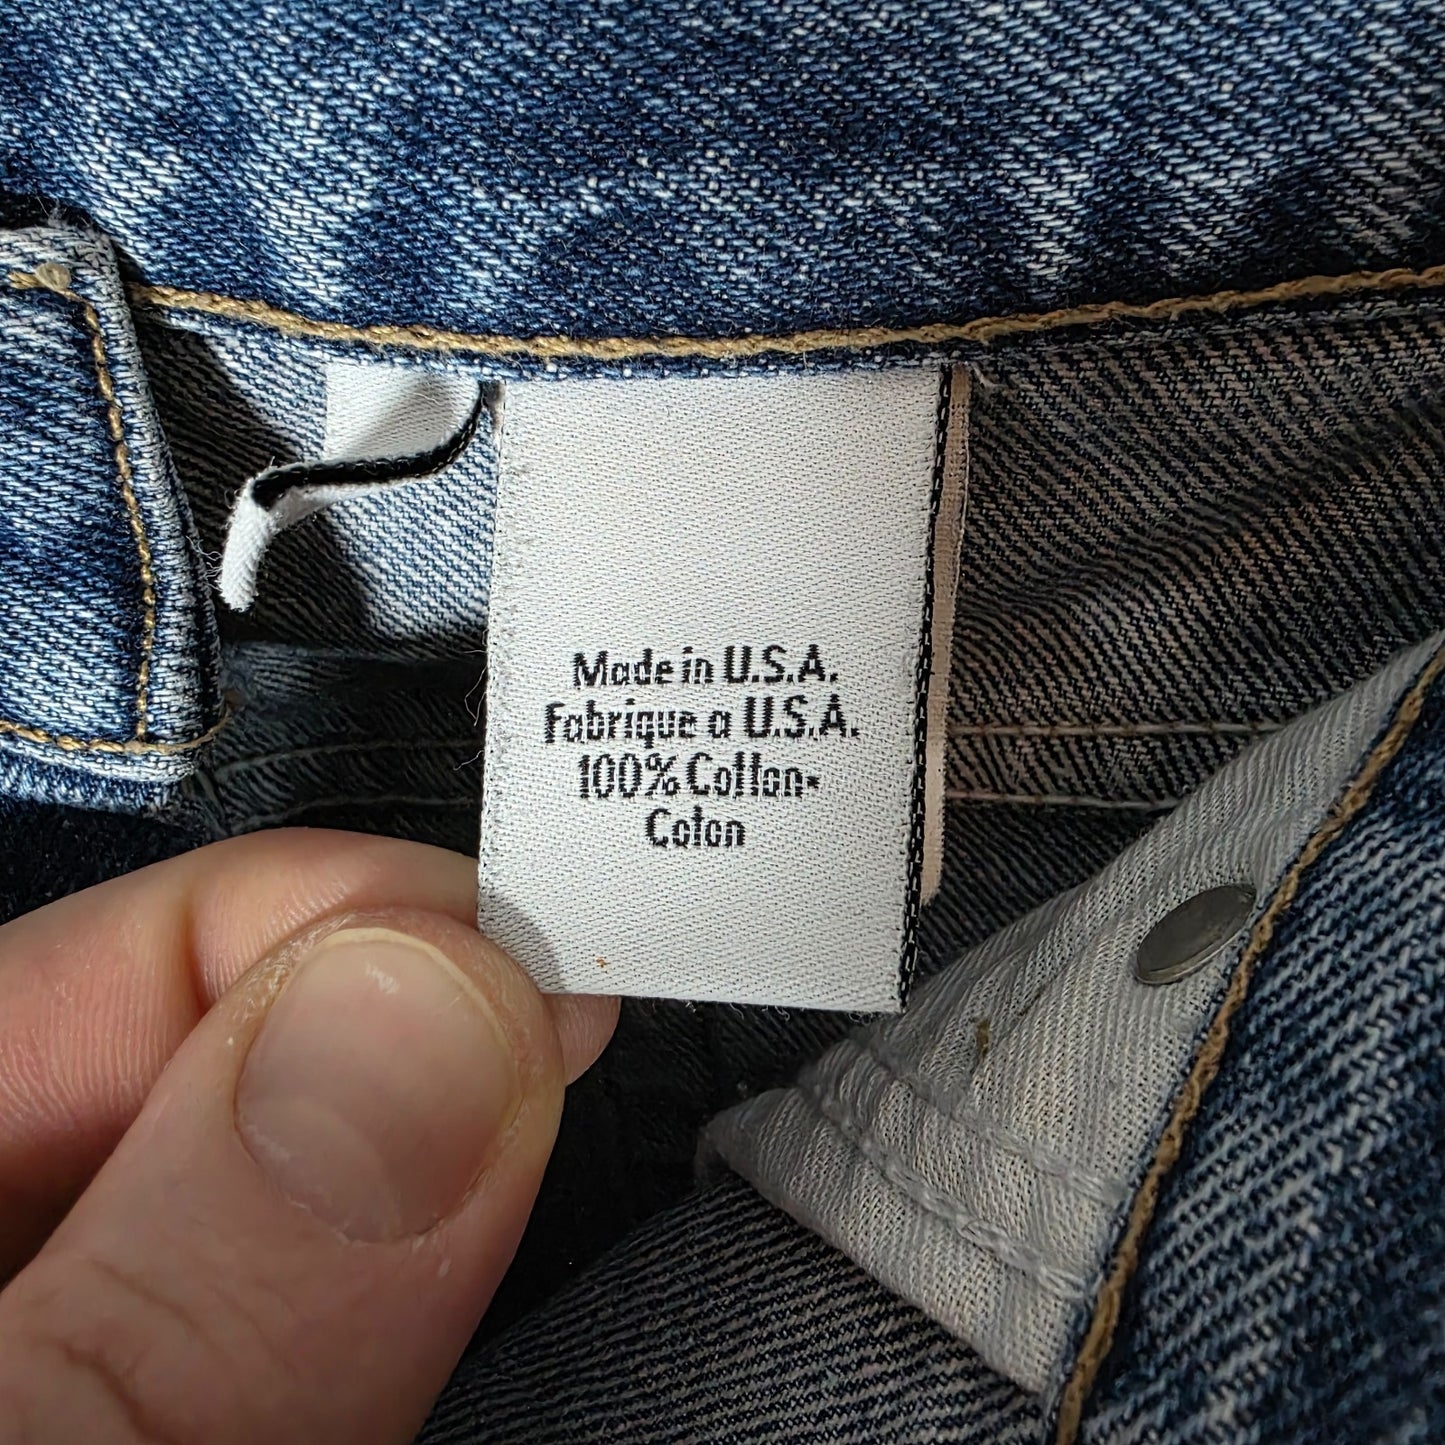 Made in U.S.A.
Fabrique a U.S.A.
100% Cotton•
Coton